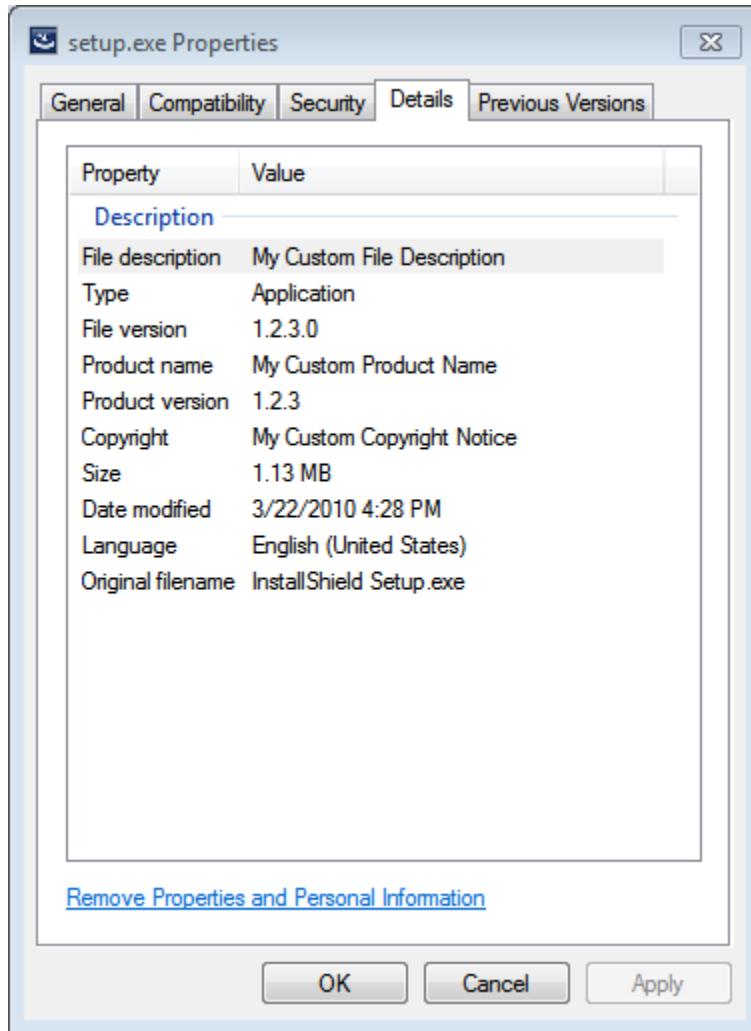 setup.exe Properties
General Compatibility Security Details Previous Versions
Property Value
Description
File description My Custom File Description
Type Application
File version 1.2.3.0
Product name My Custom Product Name
Product version 1.2.3
Copyright My Custom Copyright Notice
Size 1.13 MB
Date modified 3/22/2010 4:28 PM
Language English (United States)
Original filename InstallShield Setup.exe
Remove Properties and Personal Information
OK Cancel Apply